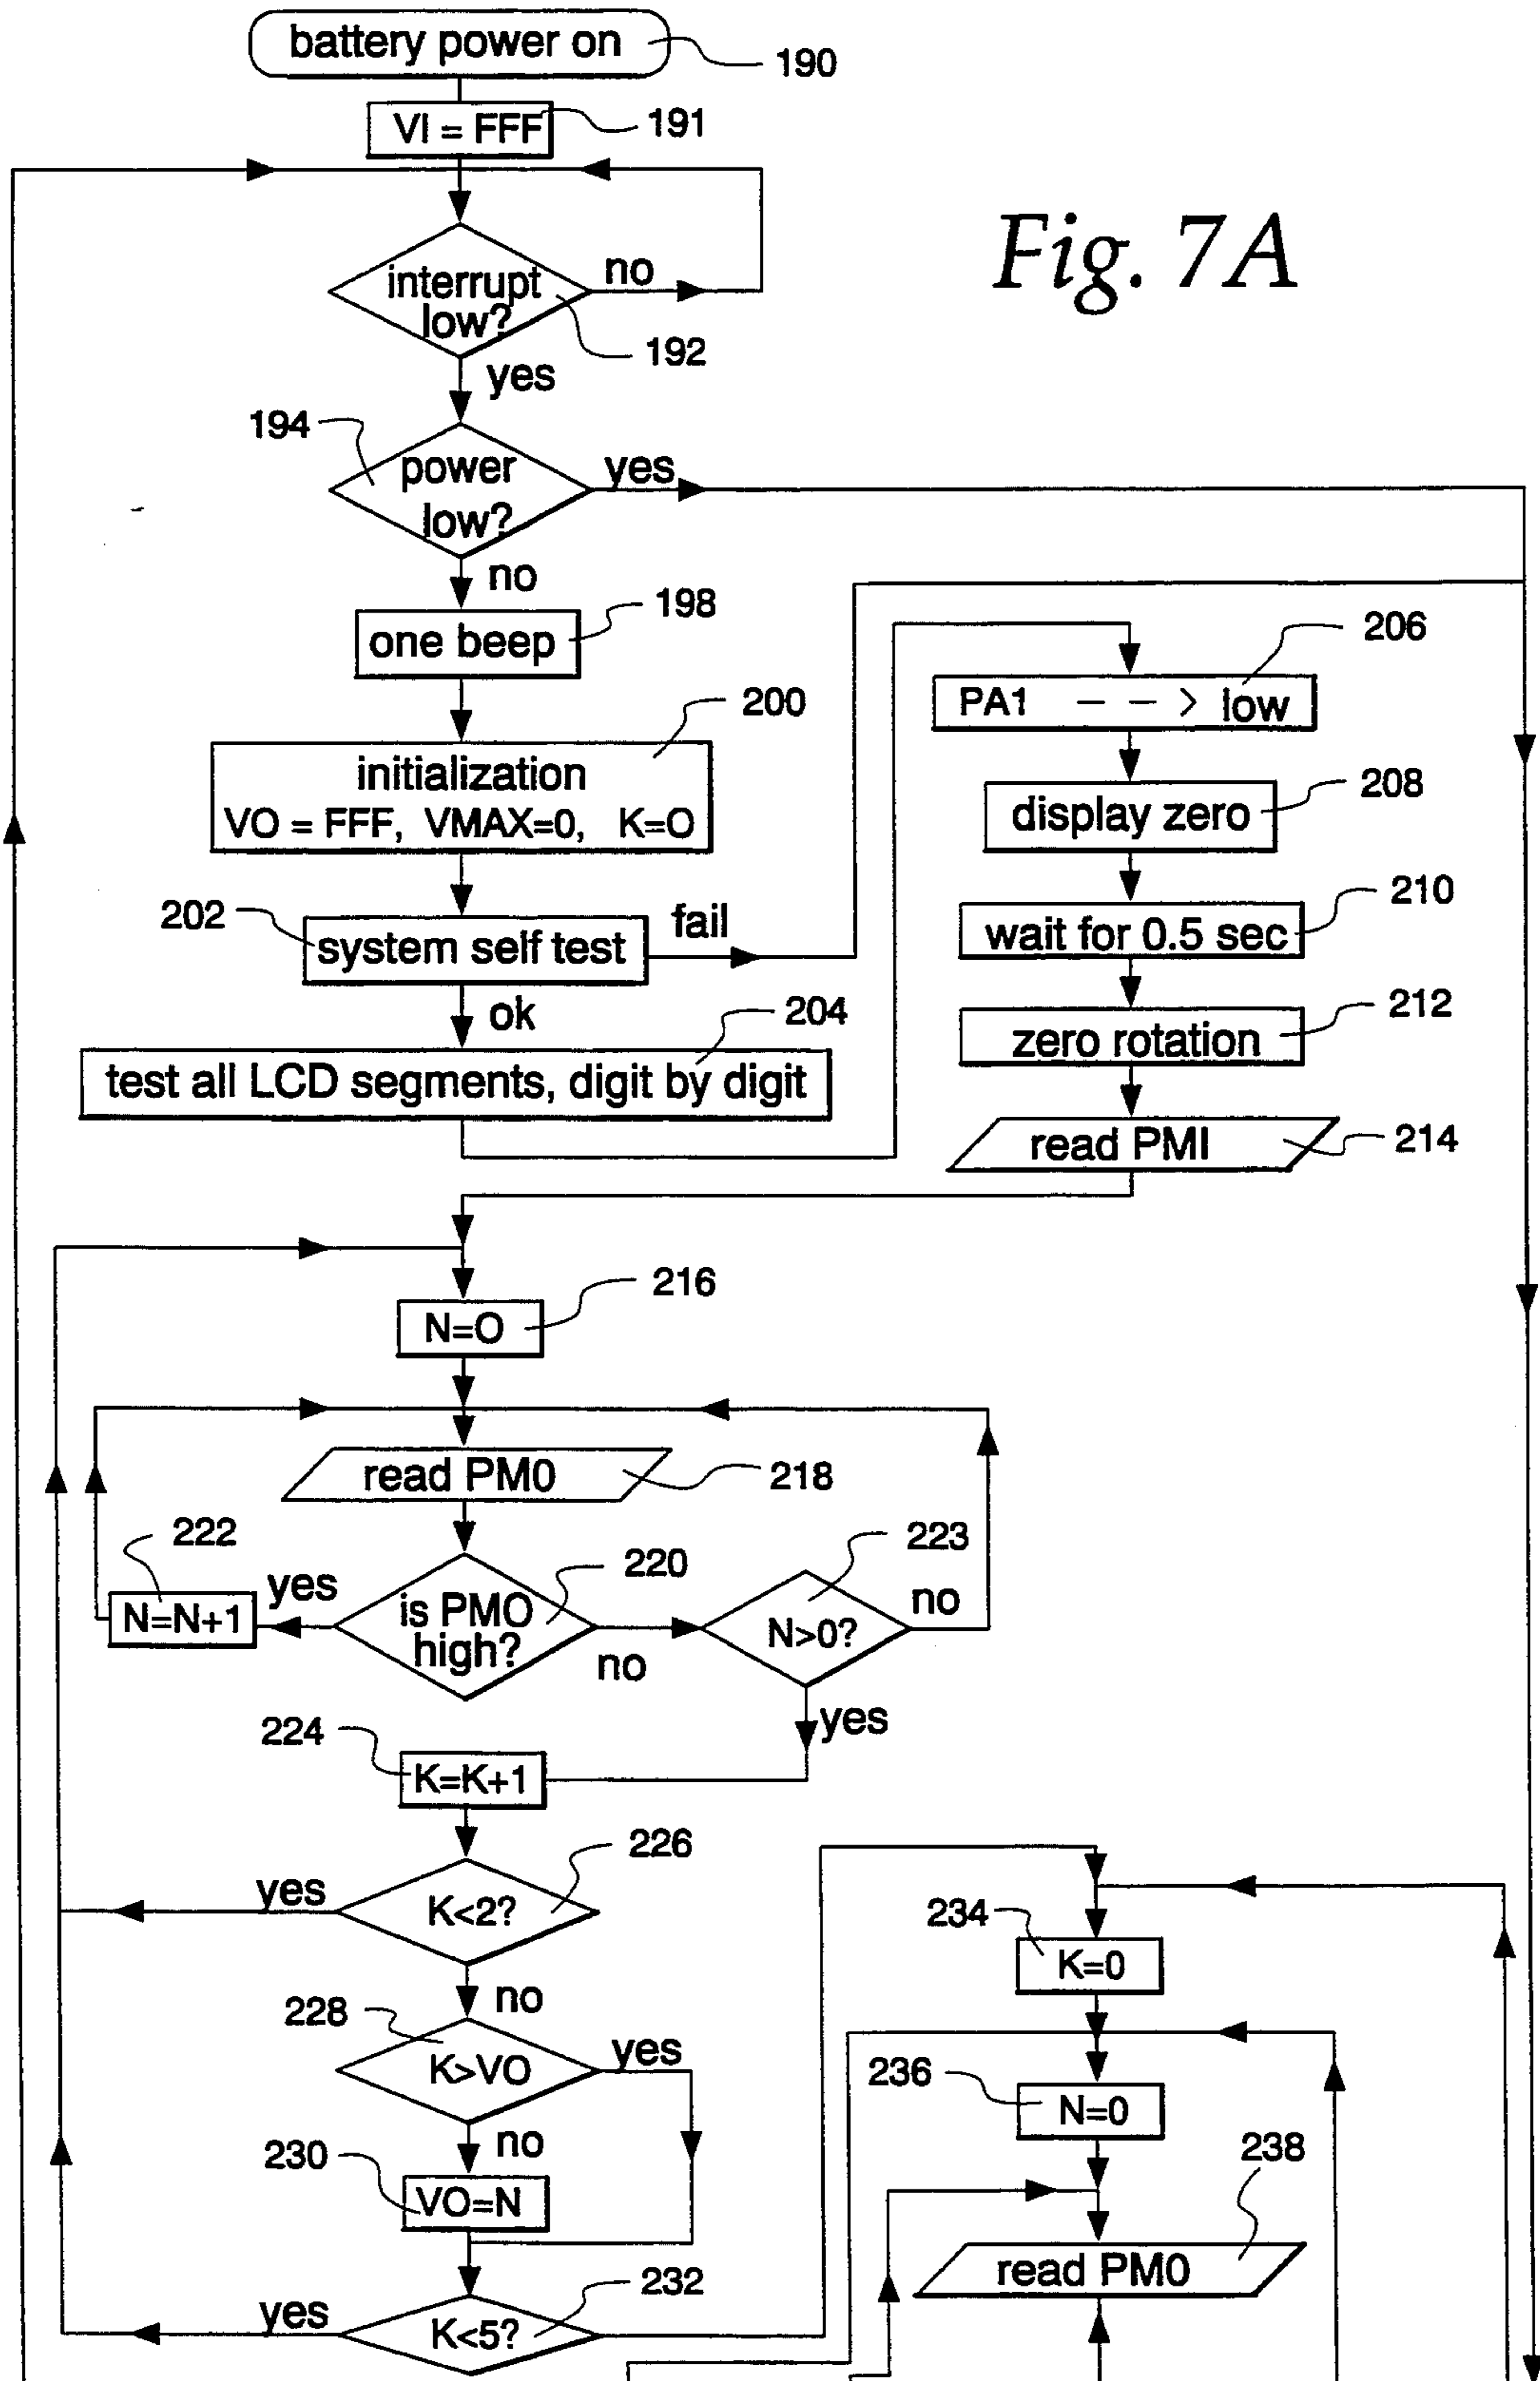 battery power on
190
VI = FFF
191
Fig. 7A
interrupt
low?
no
192
yes
194
power
low?
yes
no
198
one beep
206
PA1 - - > low
200
initialization
VO = FFF, VMAX=0, K=O
208
display zero
202
system self test
fail
210
wait for 0.5 sec
ok
204
212
zero rotation
test all LCD segments, digit by digit
read PMI
214
216
N=O
read PM0
218
222
N=N+1
yes
is PMO
high?
220
no
223
N>0?
no
yes
224
K=K+1
226
yes
K<2?
234
K=0
no
228
K>VO
yes
236
N=0
no
230
VO=N
238
read PM0
232
yes
K<5?